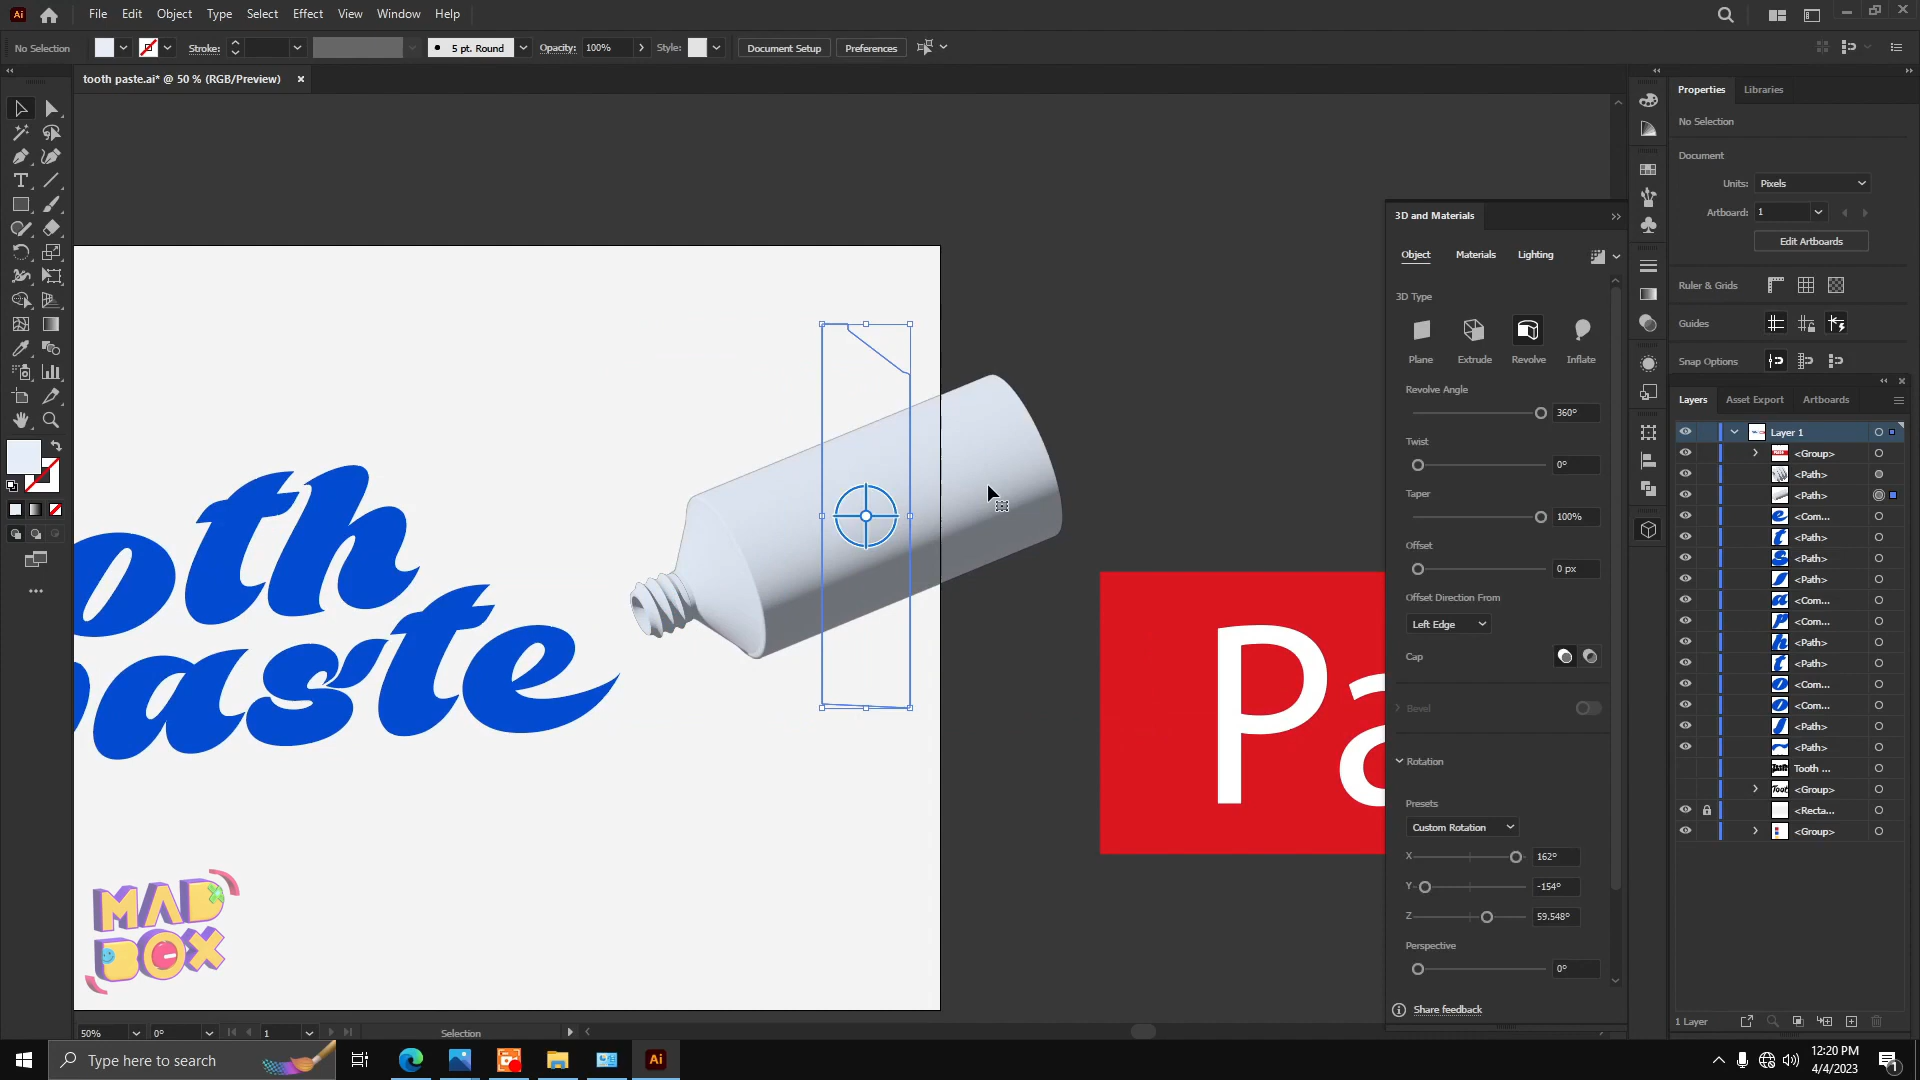 Ai
File Edit Object Type Select Effect View Window Help
No Selection
Stroke:
5 pt. Round
Opacity: 100%
Style:
Document Setup
Preferences
tooth paste.ai* @ 50 % (RGB/Preview)
Properties
Libraries
No Selection
Document
Units: Pixels
Artboard: 1
Edit Artboards
Ruler & Grids
Guides
Snap Options
3D and Materials
Object
Materials
Lighting
3D Type
Plane
Extrude
Revolve
Inflate
Revolve Angle
360°
Twist
0°
Taper
100%
Offset
0 px
Offset Direction From
Left Edge
Cap
Bevel
Rotation
Presets
Custom Rotation
X 162°
Y -154°
Z 59.548°
Perspective
0°
Share feedback
Layers
Asset Export
Artboards
Layer 1
<Group>
<Path>
<Path>
<Com...
<Path>
<Path>
<Path>
<Com...
<Com...
<Path>
<Path>
<Com...
<Com...
<Path>
<Path>
Tooth ...
<Group>
<Recta...
<Group>
1 Layer
oth
paste
Pa
MAD
BOX
50%
0°
1
Selection
Type here to search
Ai
12:20 PM
4/4/2023
1